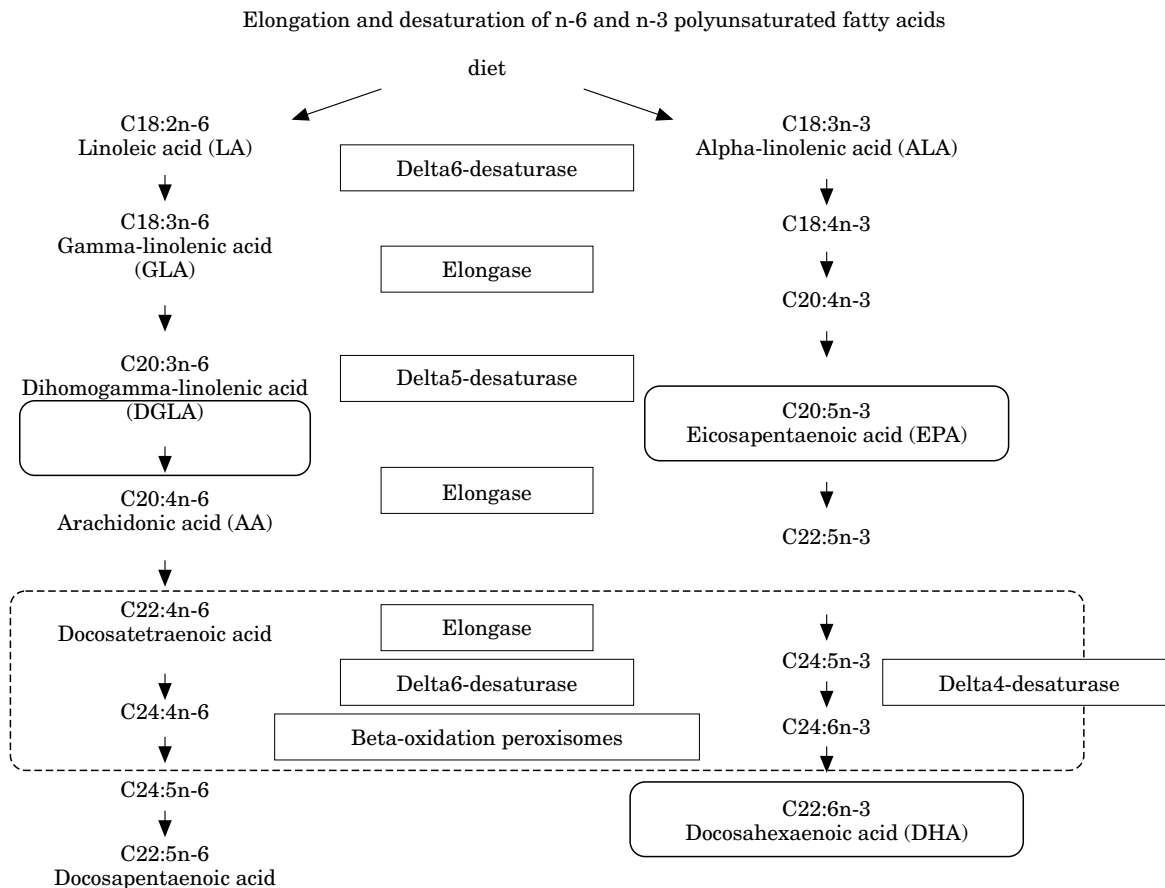 Elongation and desaturation of n-6 and n-3 polyunsaturated fatty acids
diet
C18:2n-6
Linoleic acid (LA)
C18:3n-3
Alpha-linolenic acid (ALA)
Delta6-desaturase
C18:3n-6
Gamma-linolenic acid
(GLA)
C18:4n-3
Elongase
C20:4n-3
C20:3n-6
Dihomogamma-linolenic acid
(DGLA)
Delta5-desaturase
C20:5n-3
Eicosapentaenoic acid (EPA)
Elongase
C20:4n-6
Arachidonic acid (AA)
C22:5n-3
C22:4n-6
Docosatetraenoic acid
Elongase
C24:5n-3
Delta6-desaturase
Delta4-desaturase
C24:4n-6
C24:6n-3
Beta-oxidation peroxisomes
C24:5n-6
C22:6n-3
Docosahexaenoic acid (DHA)
C22:5n-6
Docosapentaenoic acid